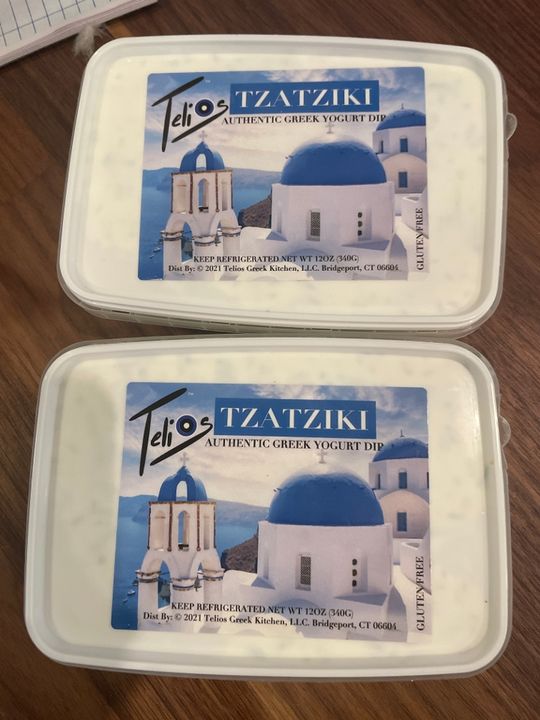 Telios TZATZIKI
AUTHENTIC GREEK YOGURT DIP
KEEP REFRIGERATED NET WT 12OZ (340G)
Dist By: © 2021 Telios Greek Kitchen, LLC. Bridgeport, CT 06604
GLUTEN FREE
Telios TZATZIKI
AUTHENTIC GREEK YOGURT DIP
KEEP REFRIGERATED NET WT 12OZ (340G)
Dist By: © 2021 Telios Greek Kitchen, LLC. Bridgeport, CT 06604
GLUTEN FREE